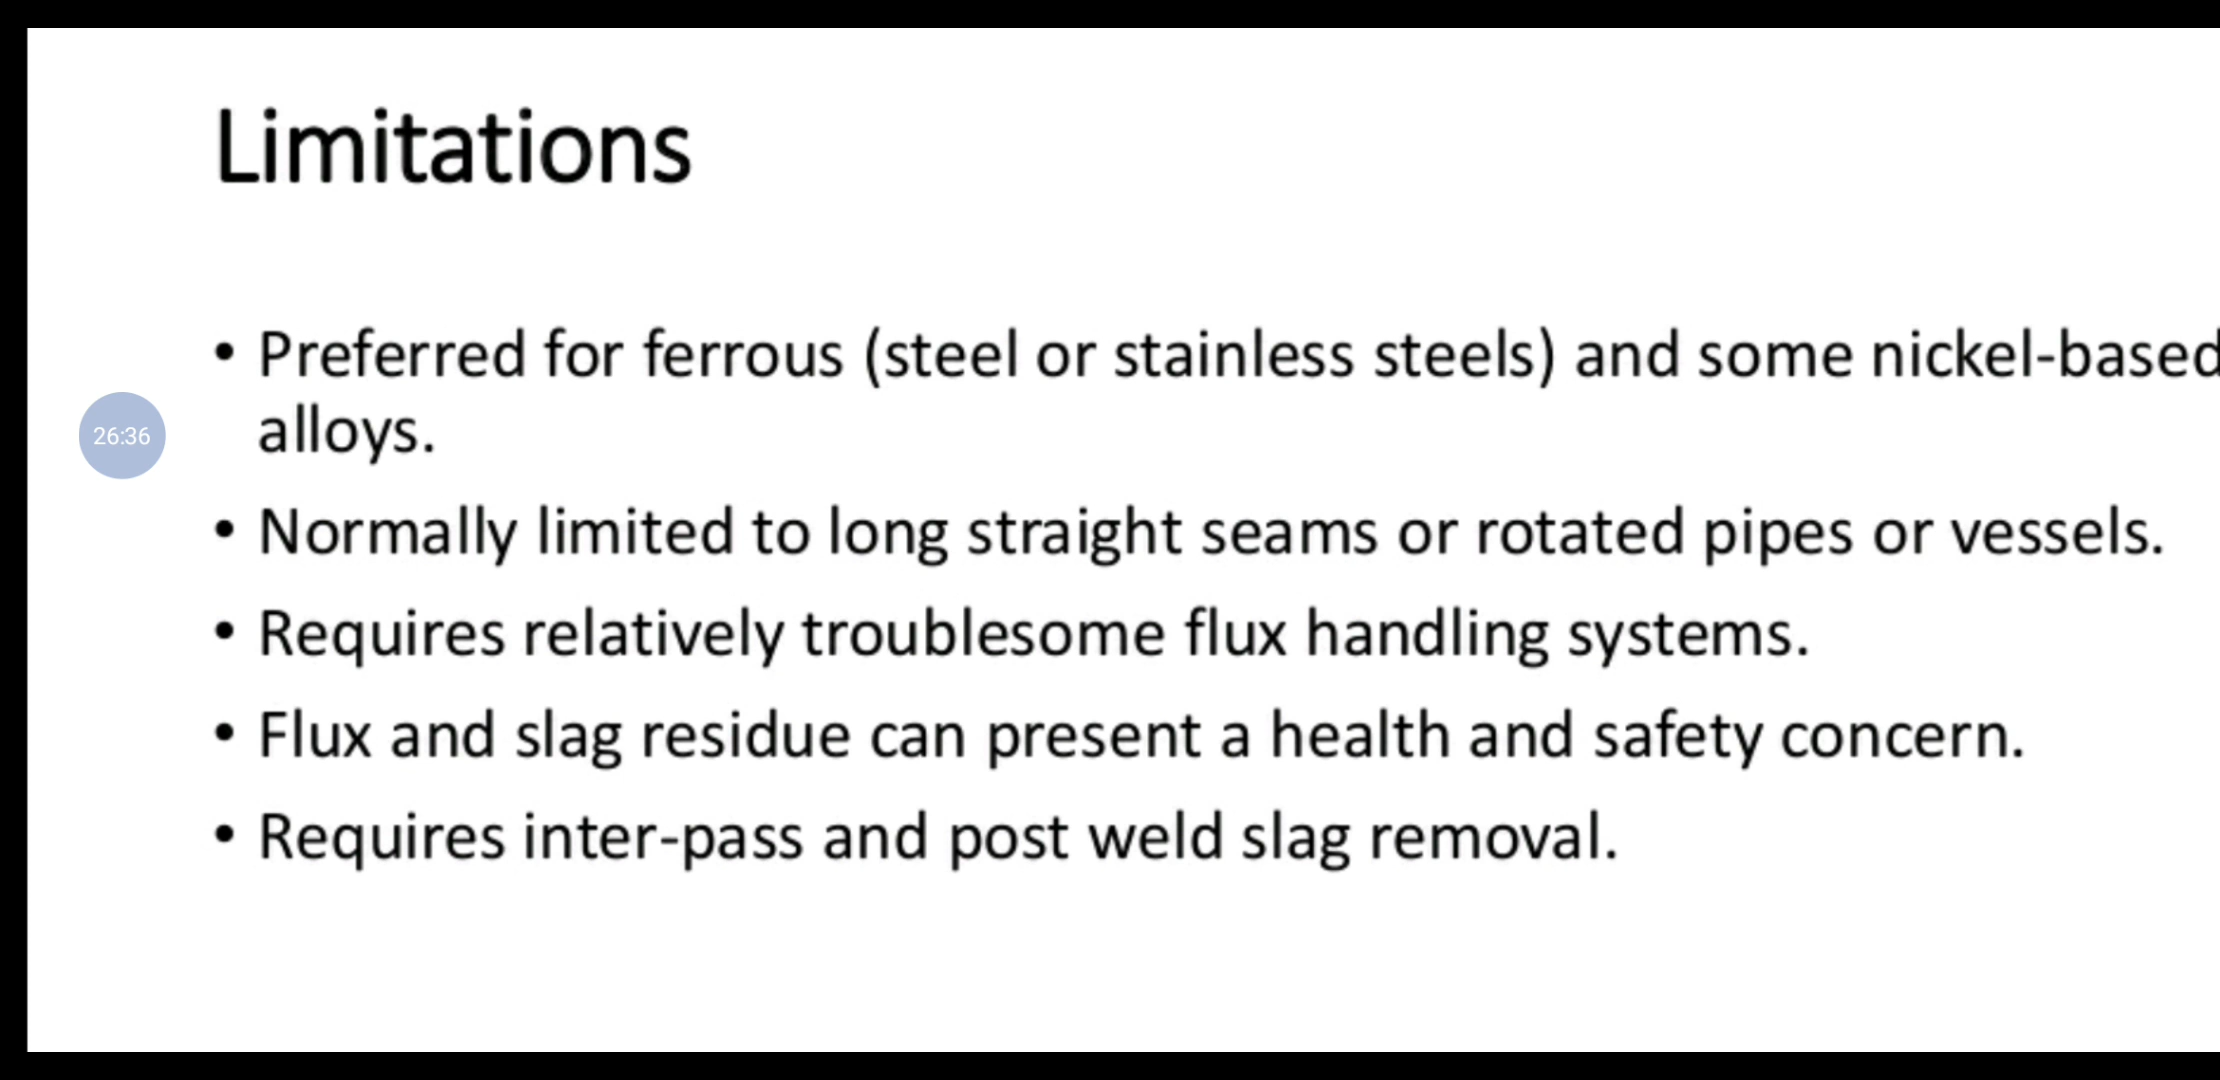 Limitations
• Preferred for ferrous (steel or stainless steels) and some nickel-based
alloys.
26:36
• Normally limited to long straight seams or rotated pipes or vessels.
• Requires relatively troublesome flux handling systems.
• Flux and slag residue can present a health and safety concern.
• Requires inter-pass and post weld slag removal.